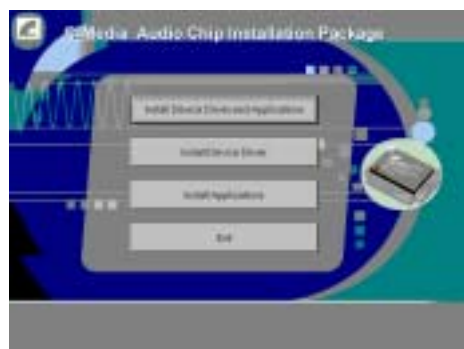 C-Media Audio Chip Installation Package
Install Device Driver and Applications
Install Device Driver
Install Applications
Exit